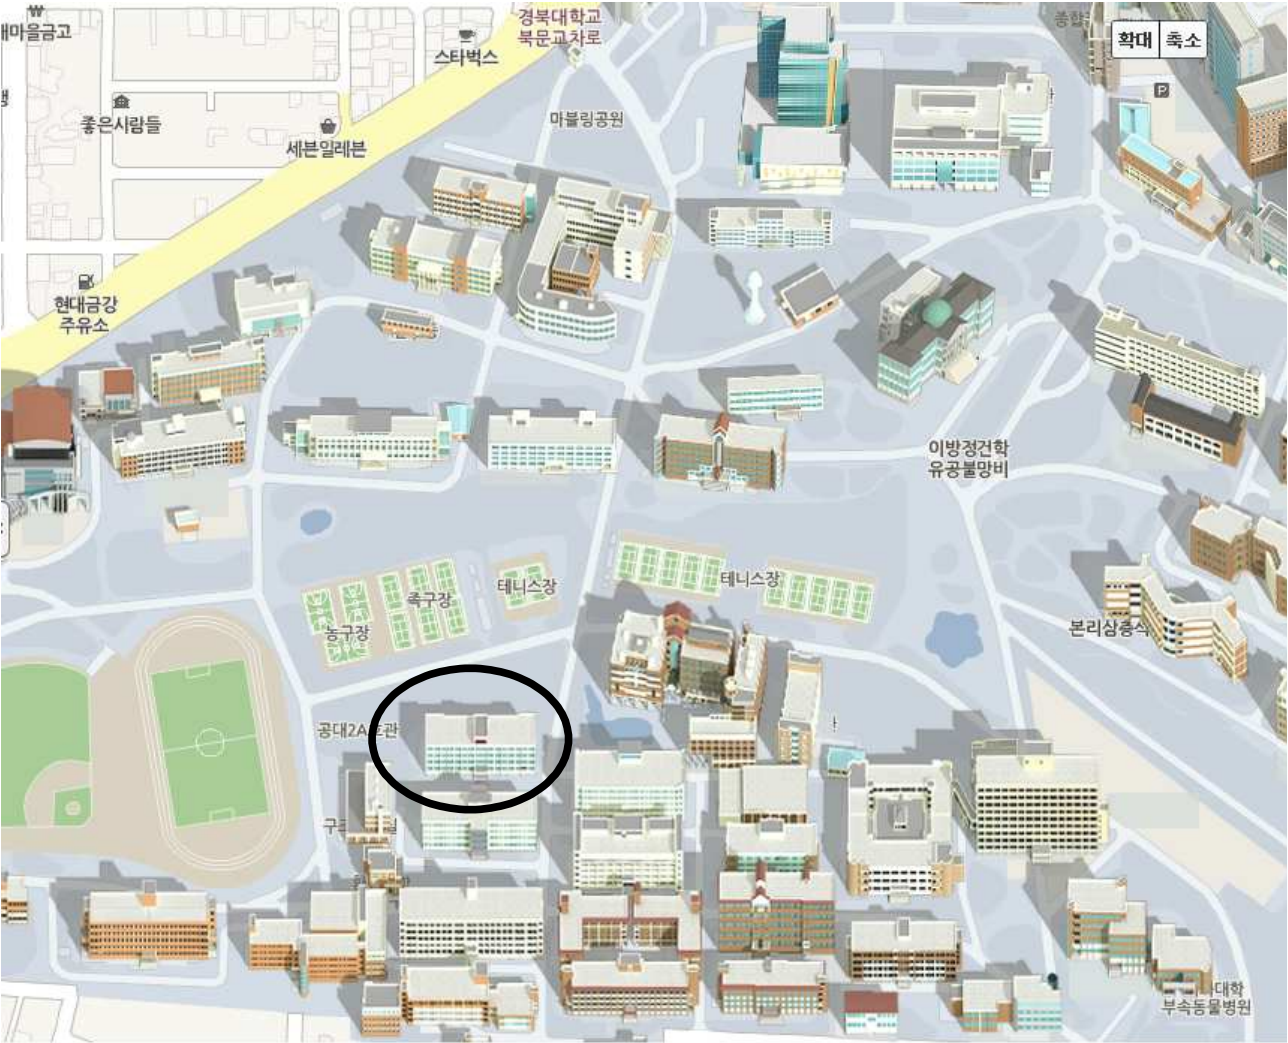 경북대학교
북문교차로
스타벅스
마블링공원
좋은사람들
세븐일레븐
현대금강
주유소
확대
축소
P
이방정건학
유공불망비
테니스장
테니스장
족구장
농구장
본리삼층석
공대2A호관
부속동물병원